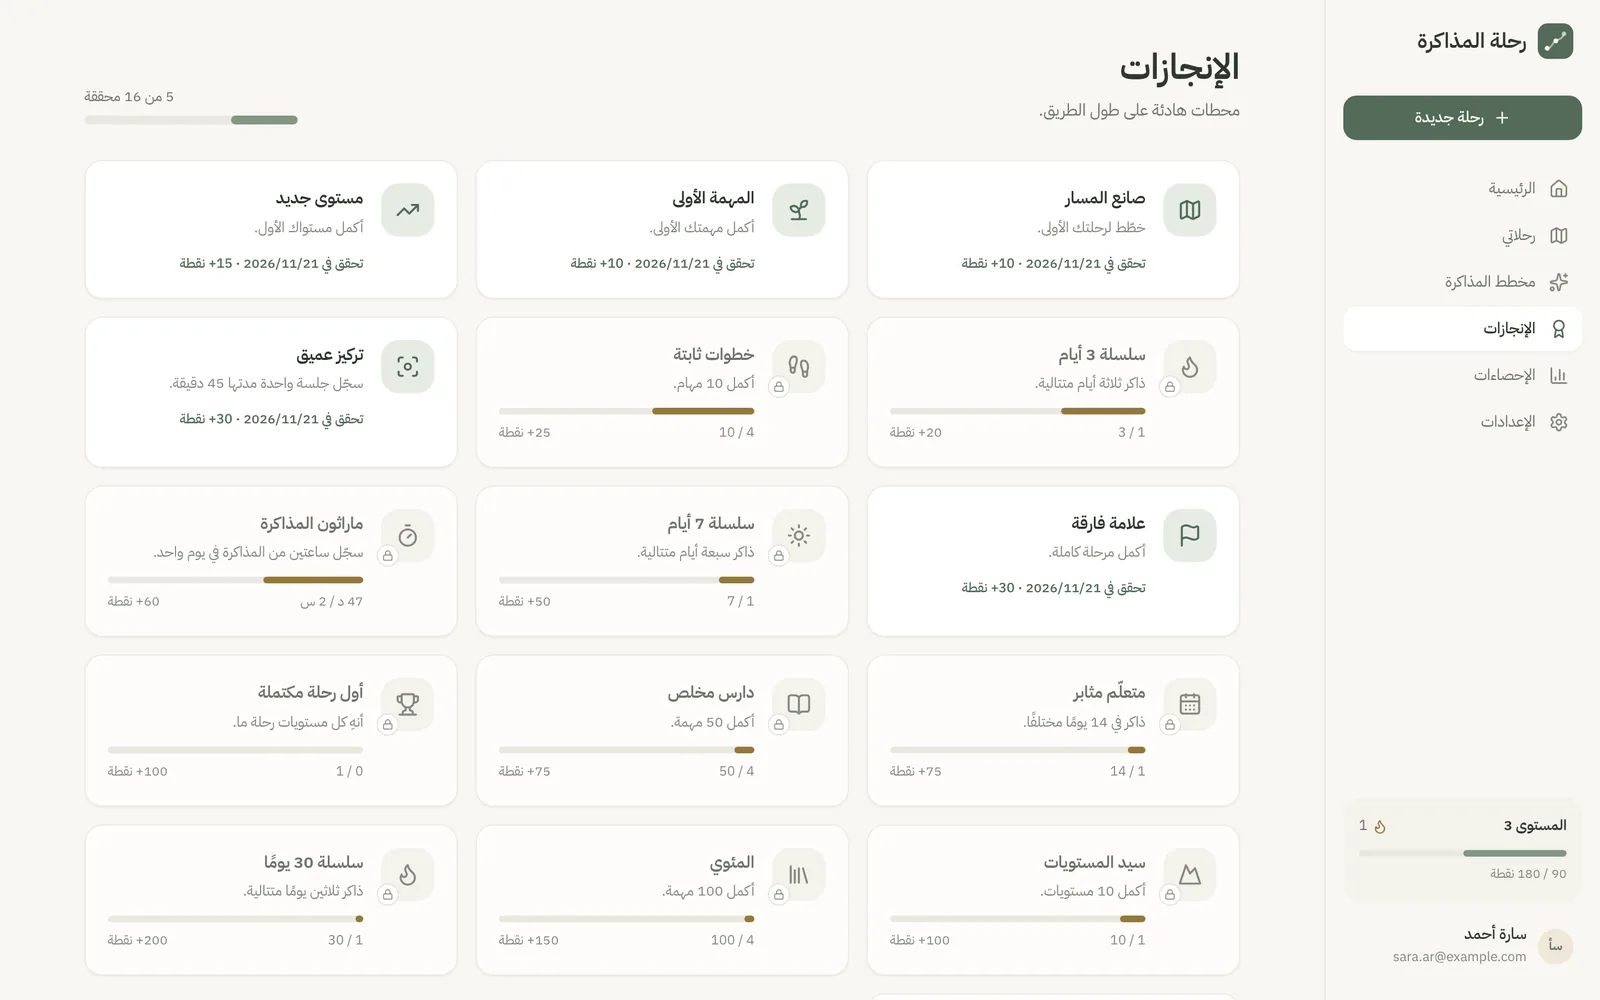 رحلة المذاكرة
رحلة جديدة
الرئيسية
رحلاتي
مخطط المذاكرة
الإنجازات
الإحصاءات
الإعدادات
المستوى 3
1
90 / 180 نقطة
سارة أحمد
sara.ar@example.com
سأ
الإنجازات
محطات هادئة على طول الطريق.
5 من 16 محققة
صانع المسار
خطّط لرحلتك الأولى.
تحقق في 2026/11/21 · +10 نقطة
المهمة الأولى
أكمل مهمتك الأولى.
تحقق في 2026/11/21 · +10 نقطة
مستوى جديد
أكمل مستواك الأول.
تحقق في 2026/11/21 · +15 نقطة
سلسلة 3 أيام
ذاكر ثلاثة أيام متتالية.
1 / 3
+20 نقطة
خطوات ثابتة
أكمل 10 مهام.
4 / 10
+25 نقطة
تركيز عميق
سجّل جلسة واحدة مدتها 45 دقيقة.
تحقق في 2026/11/21 · +30 نقطة
علامة فارقة
أكمل مرحلة كاملة.
تحقق في 2026/11/21 · +30 نقطة
سلسلة 7 أيام
ذاكر سبعة أيام متتالية.
1 / 7
+50 نقطة
ماراثون المذاكرة
سجّل ساعتين من المذاكرة في يوم واحد.
47 د / 2 س
+60 نقطة
متعلّم مثابر
ذاكر في 14 يومًا مختلفًا.
1 / 14
+75 نقطة
دارس مخلص
أكمل 50 مهمة.
4 / 50
+75 نقطة
أول رحلة مكتملة
أنهِ كل مستويات رحلة ما.
0 / 1
+100 نقطة
سيد المستويات
أكمل 10 مستويات.
1 / 10
+100 نقطة
المئوي
أكمل 100 مهمة.
4 / 100
+150 نقطة
سلسلة 30 يومًا
ذاكر ثلاثين يومًا متتالية.
1 / 30
+200 نقطة